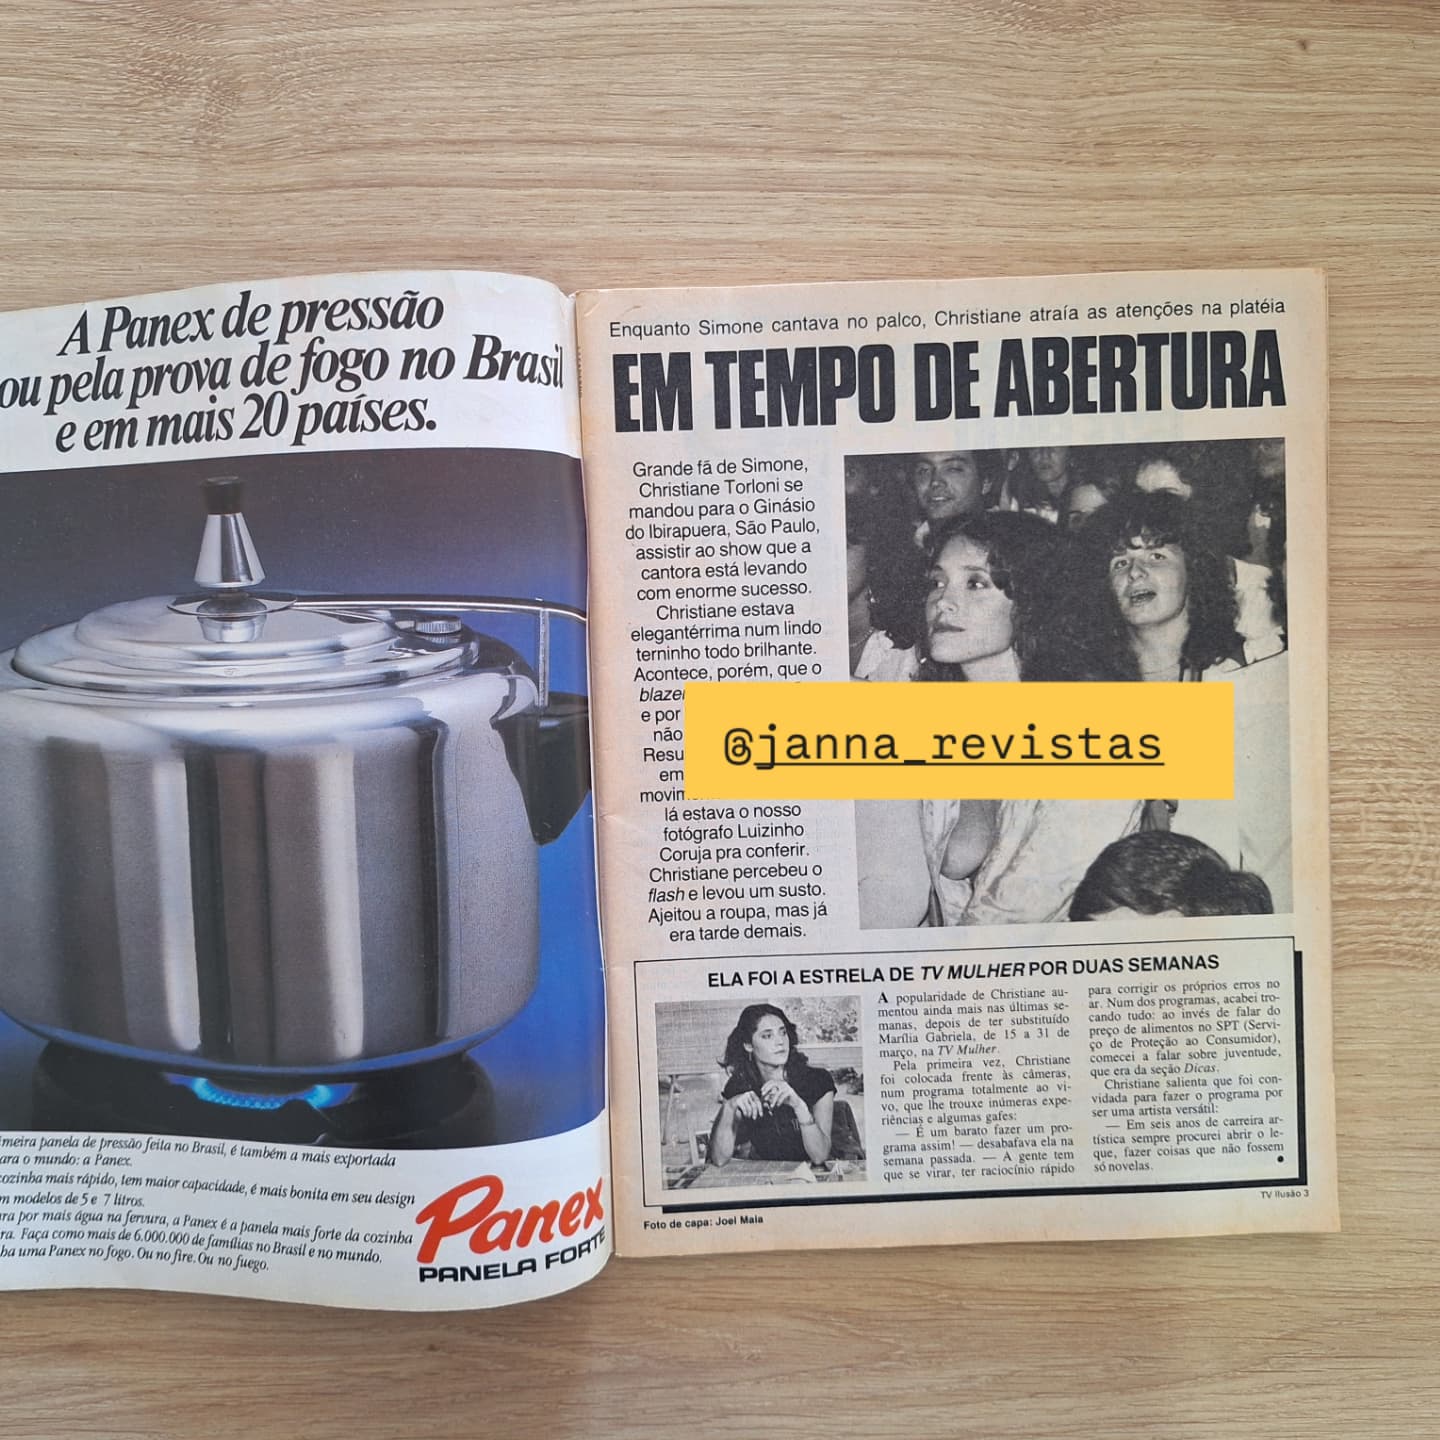 A Panex de pressão
ou pela prova de fogo no Brasil
e em mais 20 países.
meira panela de pressão feita no Brasil, é também a mais exportada
ara o mundo: a Panex.
ozinha mais rápido, tem maior capacidade, é mais bonita em seu design
m modelos de 5 e 7 litros.
ra por mais água na fervura, a Panex é a panela mais forte da cozinha
ra. Faça como mais de 6.000.000 de famílias no Brasil e no mundo.
ha uma Panex no fogo. Ou no fire. Ou no fuego.
Panex
PANELA FORTE
Enquanto Simone cantava no palco, Christiane atraía as atenções na platéia
EM TEMPO DE ABERTURA
Grande fã de Simone,
Christiane Torloni se
mandou para o Ginásio
do Ibirapuera, São Paulo,
assistir ao show que a
cantora está levando
com enorme sucesso.
Christiane estava
elegantérrima num lindo
terninho todo brilhante.
Acontece, porém, que o
blazer
e por
não
Resu
em
movim
lá estava o nosso
fotógrafo Luizinho
Coruja pra conferir.
Christiane percebeu o
flash e levou um susto.
Ajeitou a roupa, mas já
era tarde demais.
@janna_revistas
ELA FOI A ESTRELA DE TV MULHER POR DUAS SEMANAS
A popularidade de Christiane au-
mentou ainda mais nas últimas se-
manas, depois de ter substituído
Marília Gabriela, de 15 a 31 de
março, na TV Mulher.
Pela primeira vez, Christiane
foi colocada frente às câmeras,
num programa totalmente ao vi-
vo, que lhe trouxe inúmeras expe-
riências e algumas gafes:
— É um barato fazer um pro-
grama assim! — desabafava ela na
semana passada. — A gente tem
que se virar, ter raciocínio rápido
para corrigir os próprios erros no
ar. Num dos programas, acabei tro-
cando tudo: ao invés de falar do
preço de alimentos no SPT (Servi-
ço de Proteção ao Consumidor),
comecei a falar sobre juventude,
que era da seção Dicas.
Christiane salienta que foi con-
vidada para fazer o programa por
ser uma artista versátil:
— Em seis anos de carreira ar-
tística sempre procurei abrir o le-
que, fazer coisas que não fossem
só novelas.
Foto de capa: Joel Maia
TV Ilusão 3